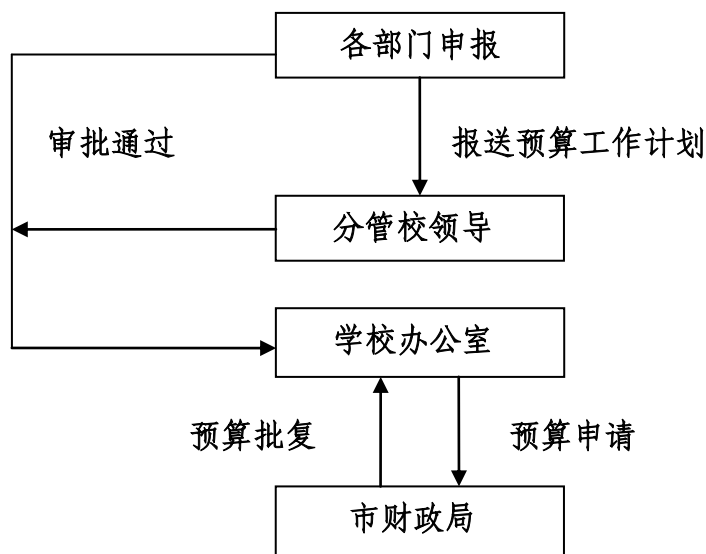 各部门申报
审批通过
报送预算工作计划
分管校领导
学校办公室
预算批复
预算申请
市财政局